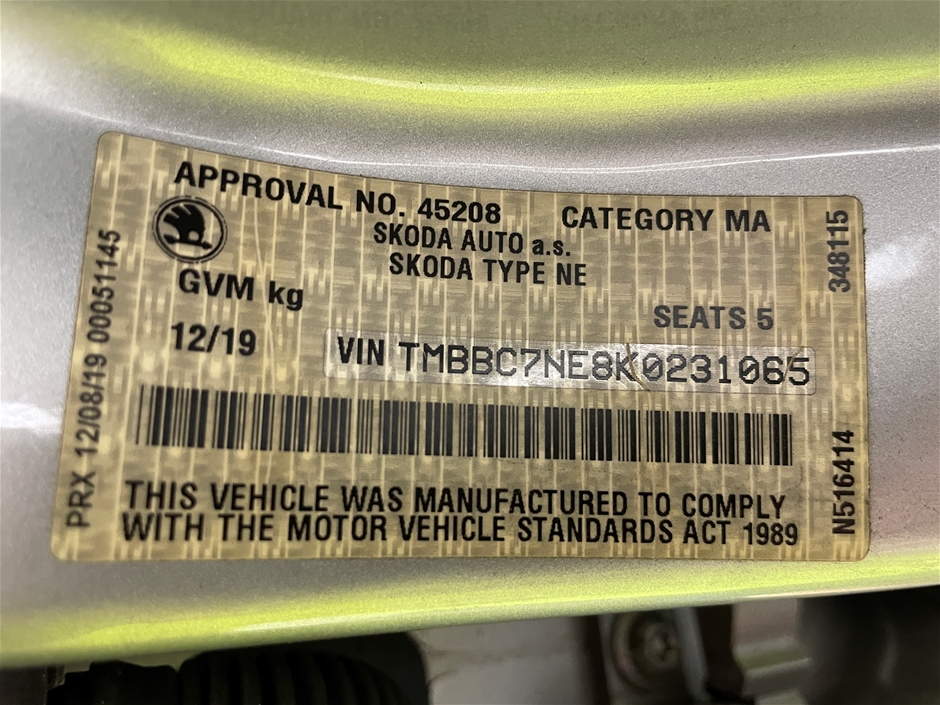 APPROVAL NO. 45208 CATEGORY MA
SKODA AUTO a.s.
SKODA TYPE NE
GVM kg
SEATS 5
12/19
VIN TMBBC7NE8K0231065
THIS VEHICLE WAS MANUFACTURED TO COMPLY
WITH THE MOTOR VEHICLE STANDARDS ACT 1989
PRX 12/08/19 00051145
348115
N516414